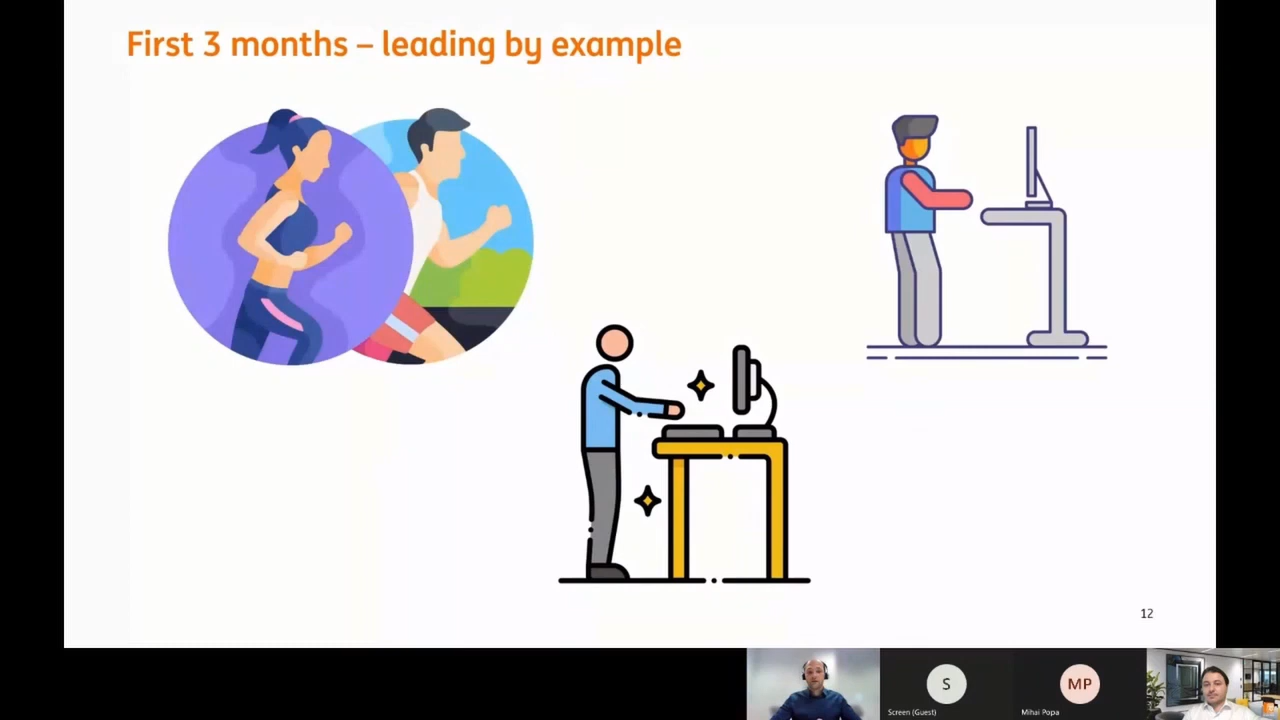 First 3 months – leading by example
12
S
MP
Screen (Guest)
Mihai Popa